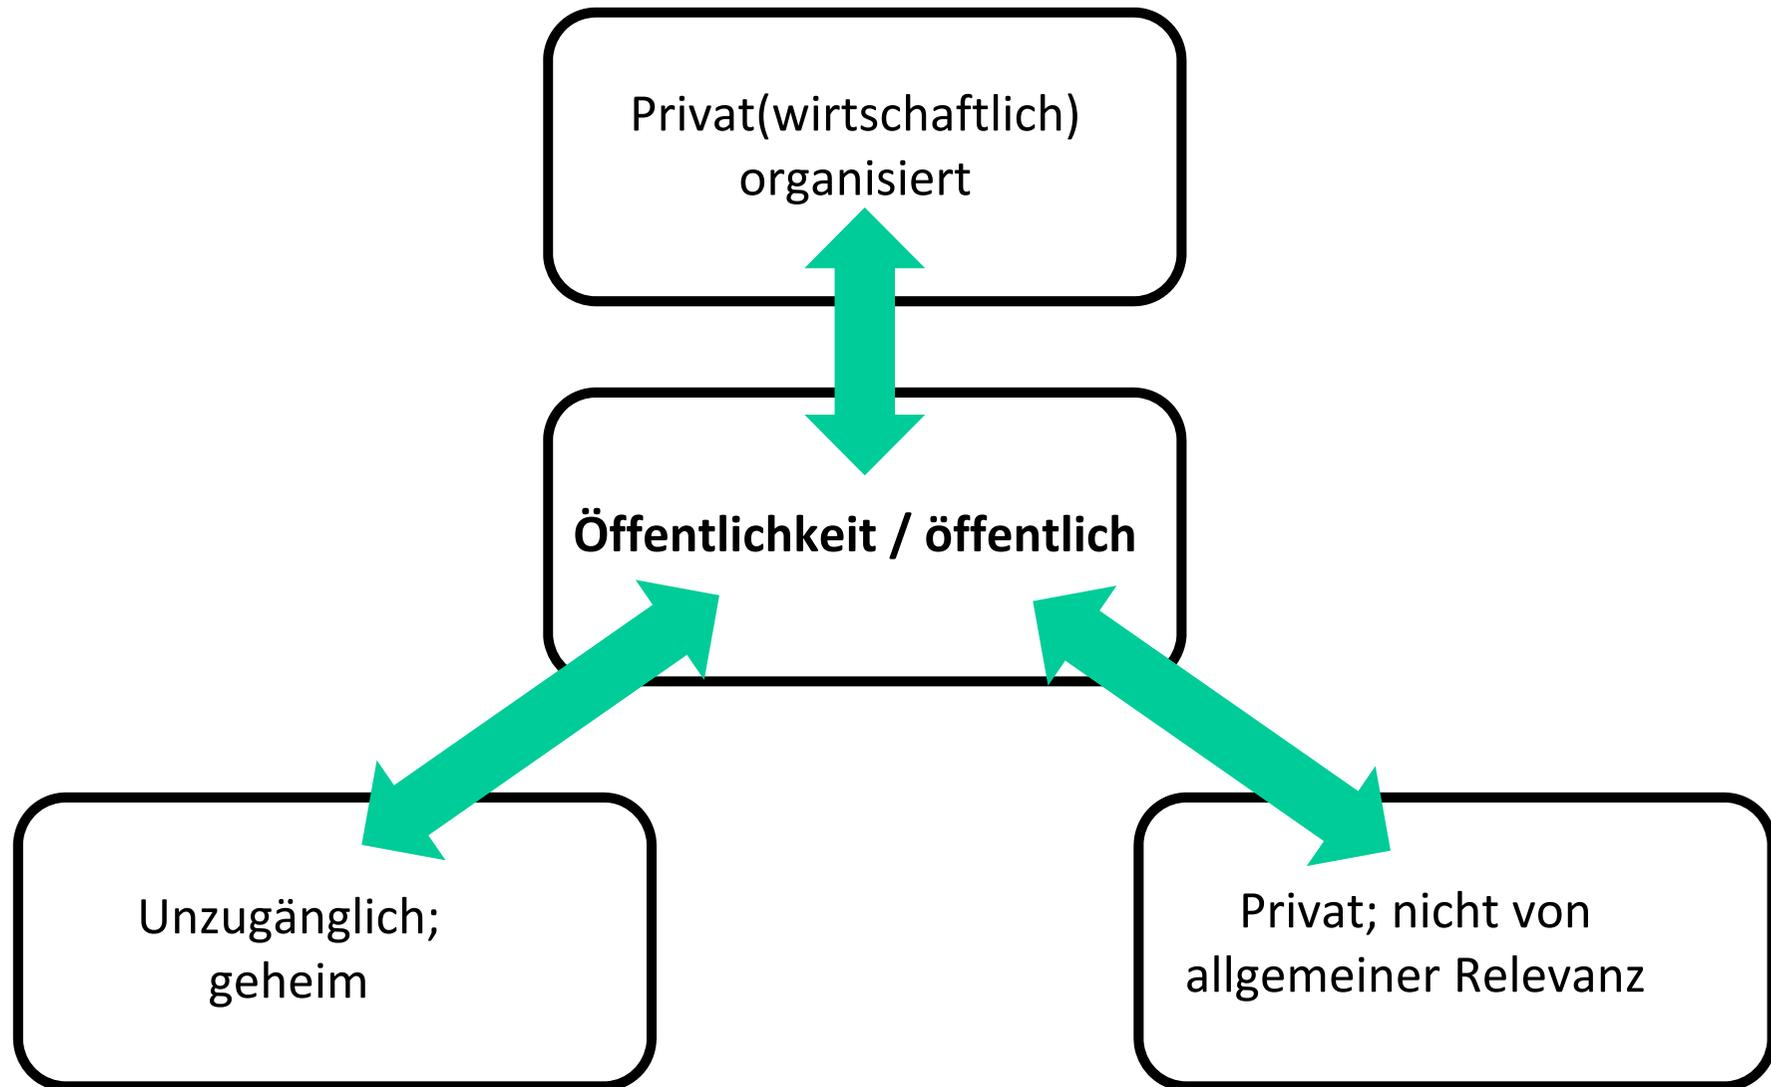 Privat(wirtschaftlich)
organisiert
Öffentlichkeit / öffentlich
Unzugänglich;
geheim
Privat; nicht von
allgemeiner Relevanz